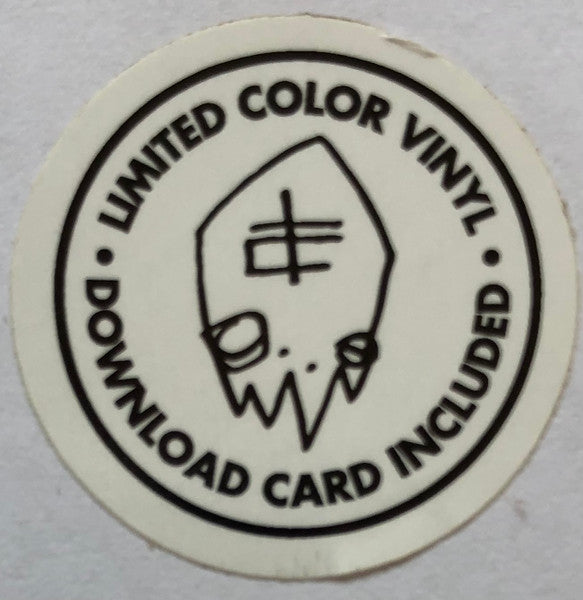 LIMITED COLOR VINYL
• DOWNLOAD CARD INCLUDED •